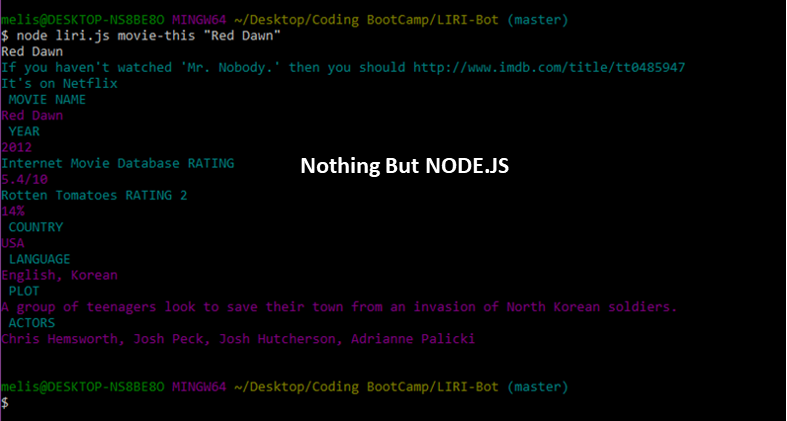 melis@DESKTOP-NS8BE8O MINGW64 ~/Desktop/Coding BootCamp/LIRI-Bot (master)
$ node liri.js movie-this "Red Dawn"
Red Dawn
If you haven't watched 'Mr. Nobody.' then you should http://www.imdb.com/title/tt0485947
It's on Netflix
MOVIE NAME
Red Dawn
YEAR
2012
Internet Movie Database RATING
Nothing But NODE.JS
5.4/10
Rotten Tomatoes RATING 2
14%
COUNTRY
USA
LANGUAGE
English, Korean
PLOT
A group of teenagers look to save their town from an invasion of North Korean soldiers.
ACTORS
Chris Hemsworth, Josh Peck, Josh Hutcherson, Adrianne Palicki
melis@DESKTOP-NS8BE8O MINGW64 ~/Desktop/Coding BootCamp/LIRI-Bot (master)
$